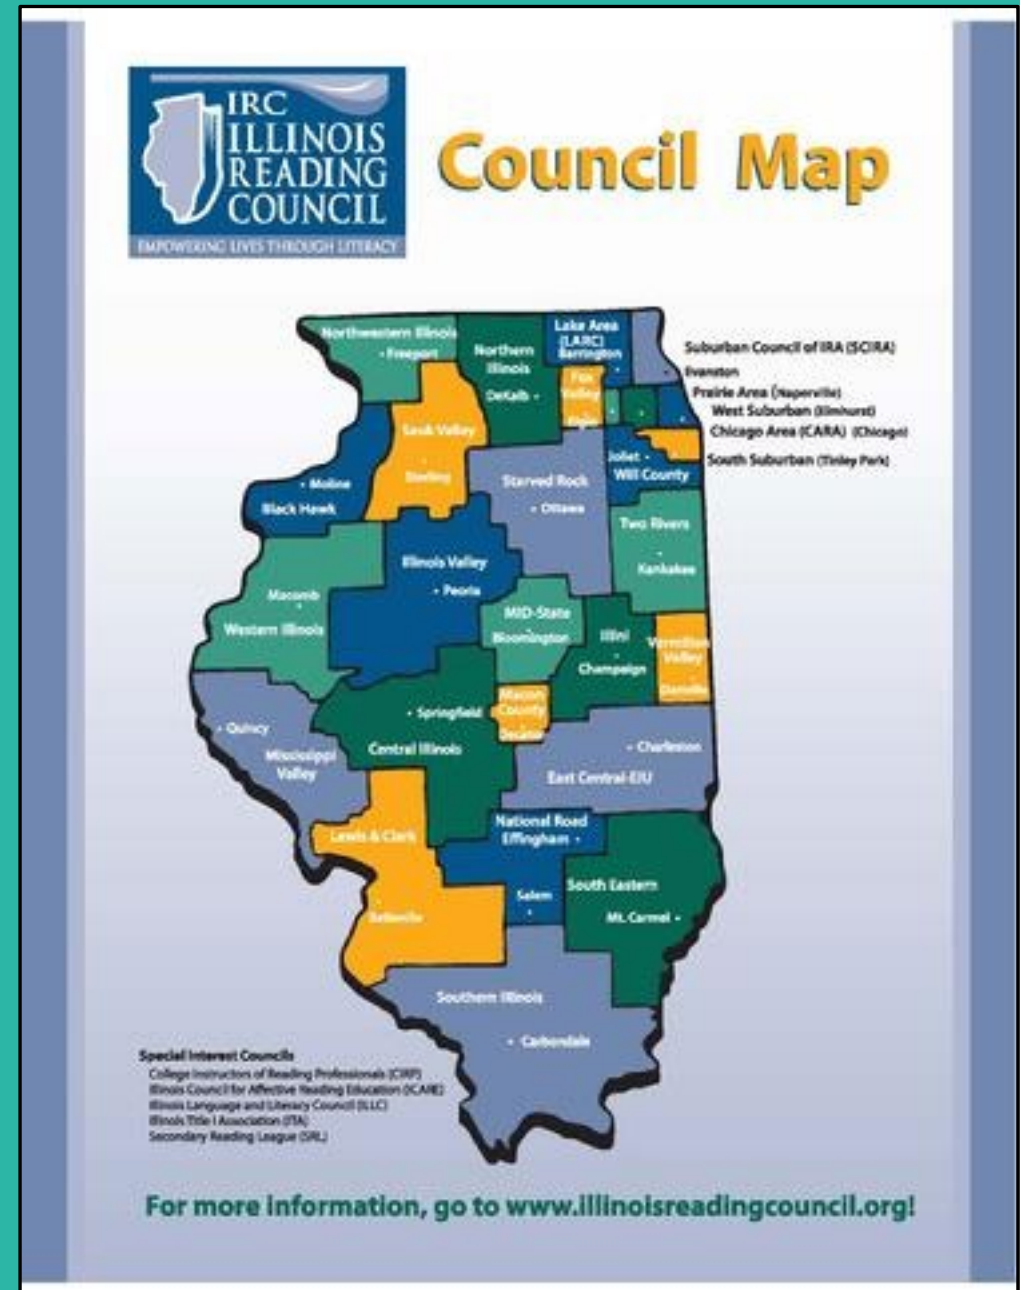 IRC
ILLINOIS
READING
COUNCIL
EMPOWERING LIVES THROUGH LITERACY
Council Map
Northwestern Illinois
Freeport
Northern
Illinois
DeKalb
Lake Area
(LARC)
Barrington
Fox
Valley
Elgin
Suburban Council of IRA (SCIRA)
Evanston
Prairie Area (Naperville)
West Suburban (Elmhurst)
Chicago Area (CARA) (Chicago)
South Suburban (Tinley Park)
Sauk Valley
Sterling
Joliet
Will County
Moline
Black Hawk
Starved Rock
Ottawa
Two Rivers
Kankakee
Illinois Valley
Peoria
Macomb
Western Illinois
MID-State
Bloomington
Illini
Champaign
Vermilion
Valley
Danville
Macon
County
Decatur
Springfield
Central Illinois
Quincy
Mississippi
Valley
Charleston
East Central-EIU
Lewis & Clark
Belleville
National Road
Effingham
Salem
South Eastern
Mt. Carmel
Southern Illinois
Carbondale
Special Interest Councils
College Instructors of Reading Professionals (CIRP)
Illinois Council for Affective Reading Education (ICARE)
Illinois Language and Literacy Council (ILLC)
Illinois Title I Association (ITA)
Secondary Reading League (SRL)
For more information, go to www.illinoisreadingcouncil.org!